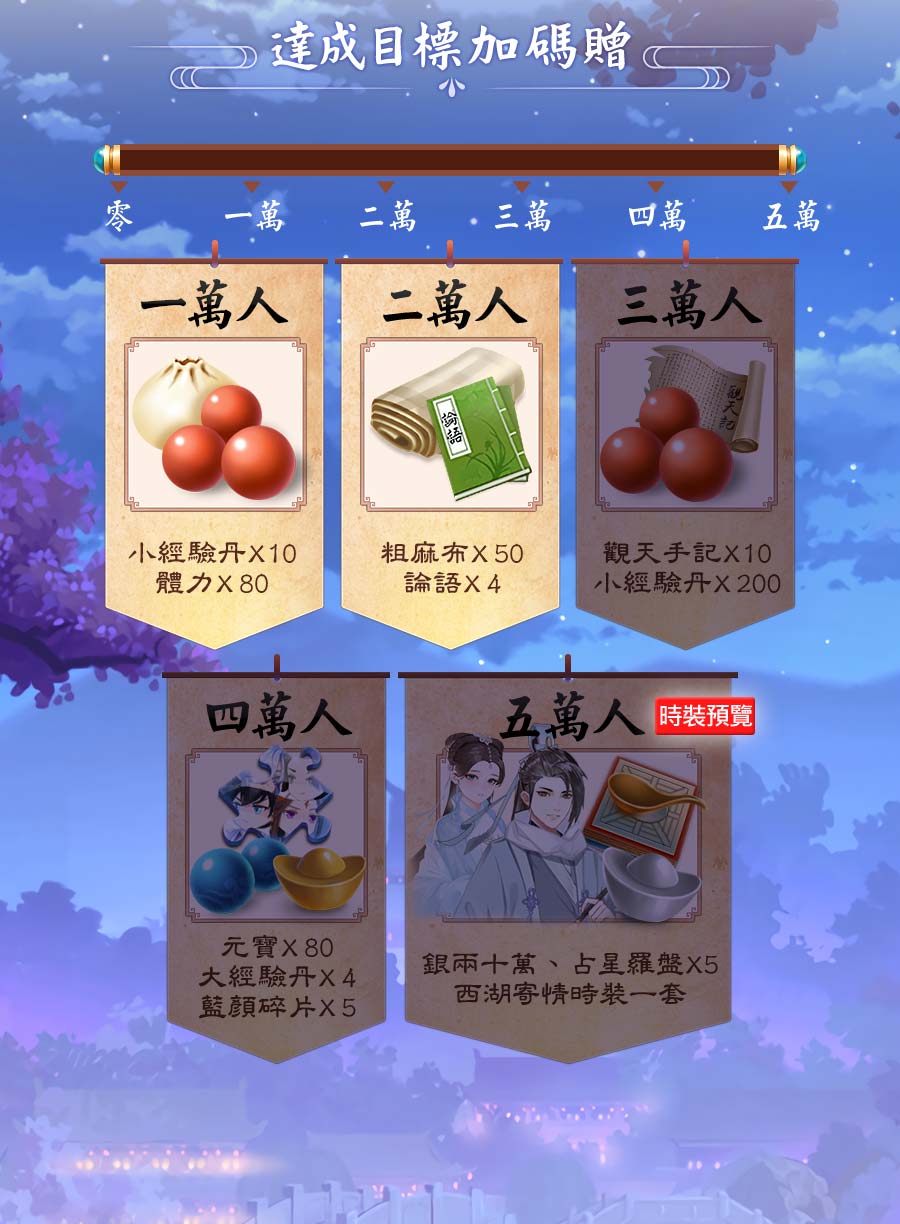 達成目標加碼贈
零 一萬 二萬 三萬 四萬 五萬
一萬人
小經驗丹X10
體力X80
二萬人
論語
粗麻布X50
論語X4
三萬人
觀天記
觀天手記X10
小經驗丹X200
四萬人
元寶X80
大經驗丹X4
藍顏碎片X5
五萬人
時裝預覽
銀兩十萬、占星羅盤X5
西湖寄情時裝一套